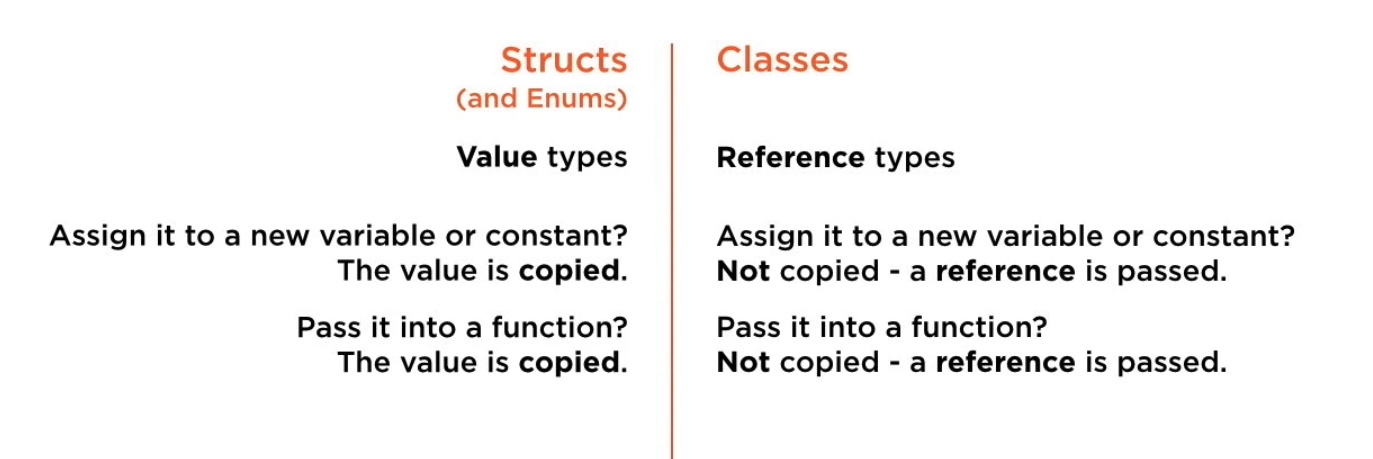 Structs
(and Enums)
Value types
Assign it to a new variable or constant?
The value is copied.
Pass it into a function?
The value is copied.
Classes
Reference types
Assign it to a new variable or constant?
Not copied - a reference is passed.
Pass it into a function?
Not copied - a reference is passed.